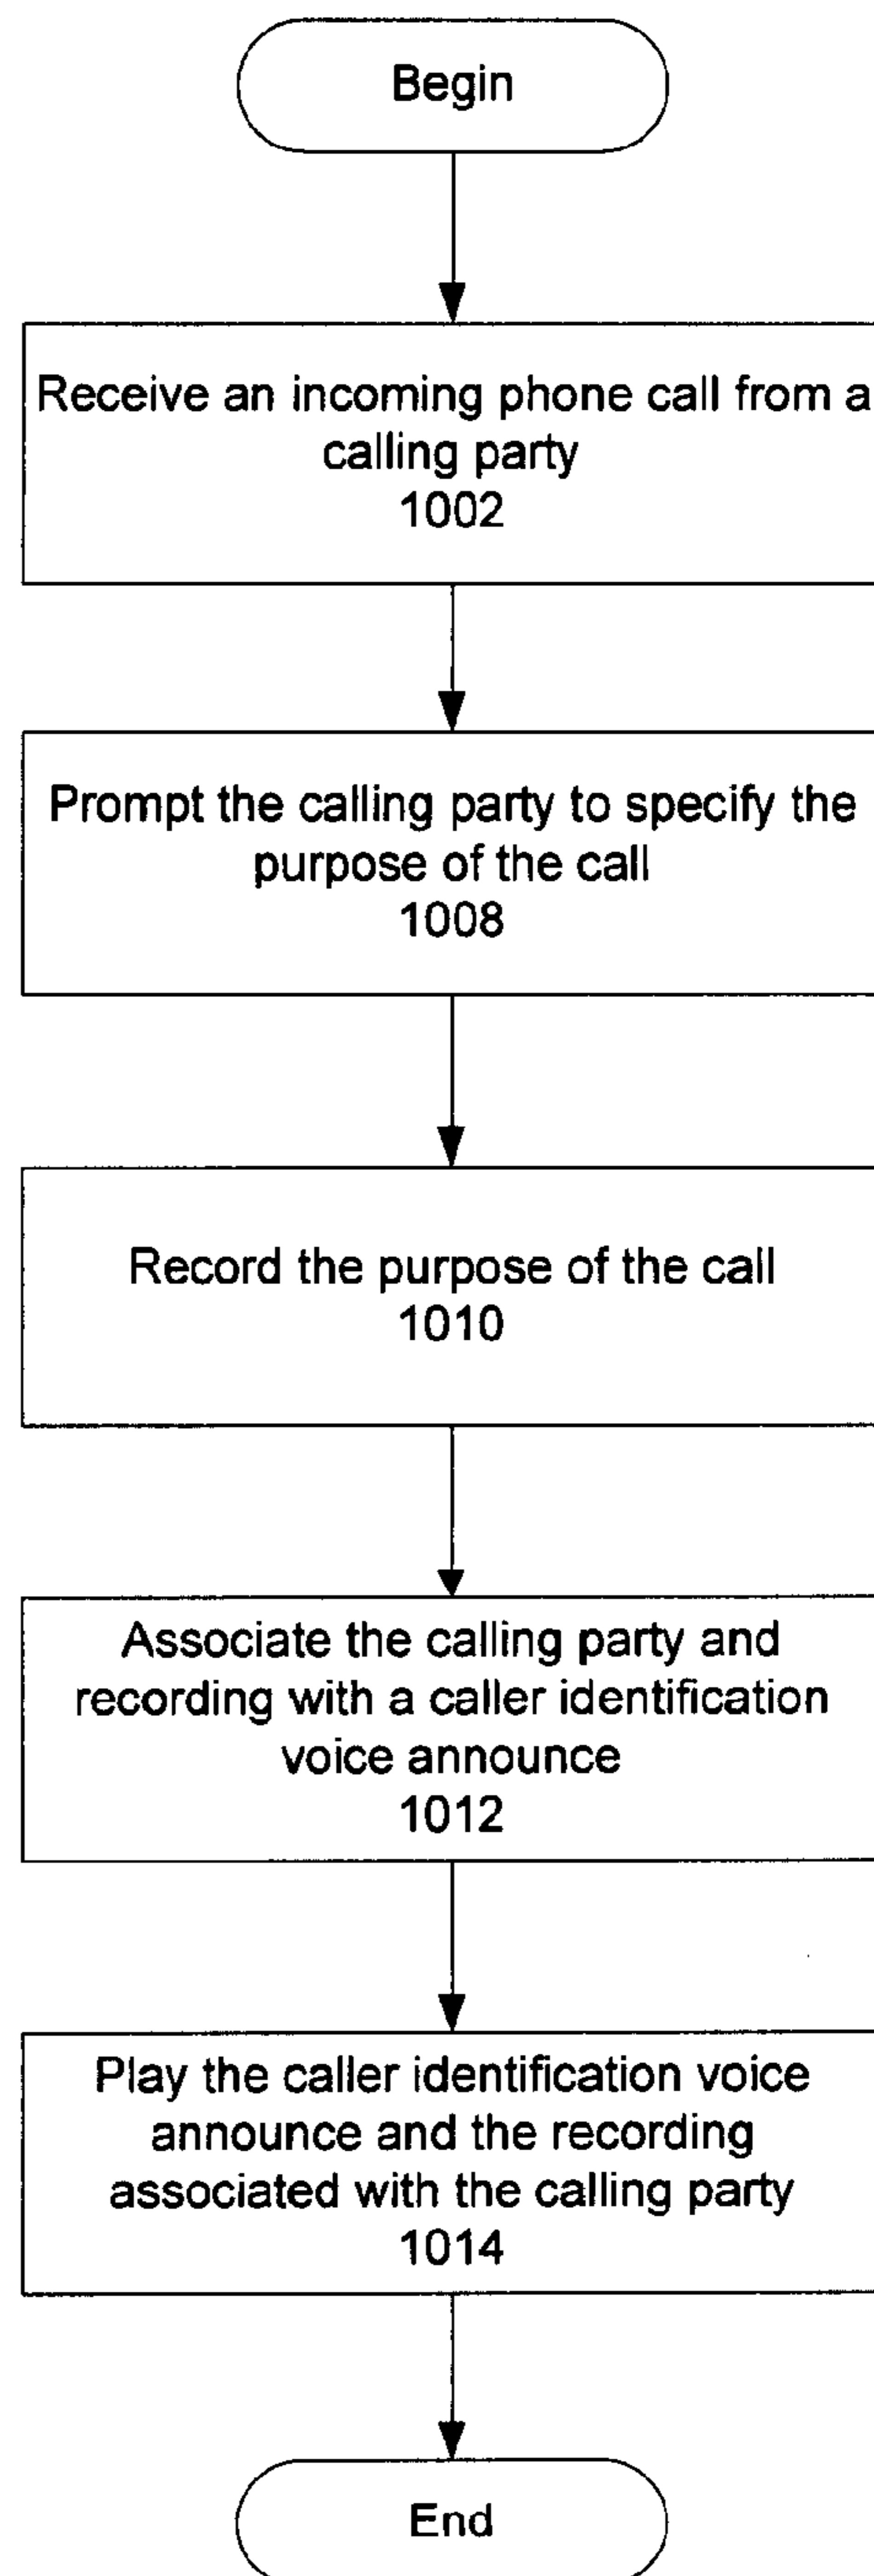 Begin
Receive an incoming phone call from a
calling party
1002
Prompt the calling party to specify the
purpose of the call
1008
Record the purpose of the call
1010
Associate the calling party and
recording with a caller identification
voice announce
1012
Play the caller identification voice
announce and the recording
associated with the calling party
1014
End